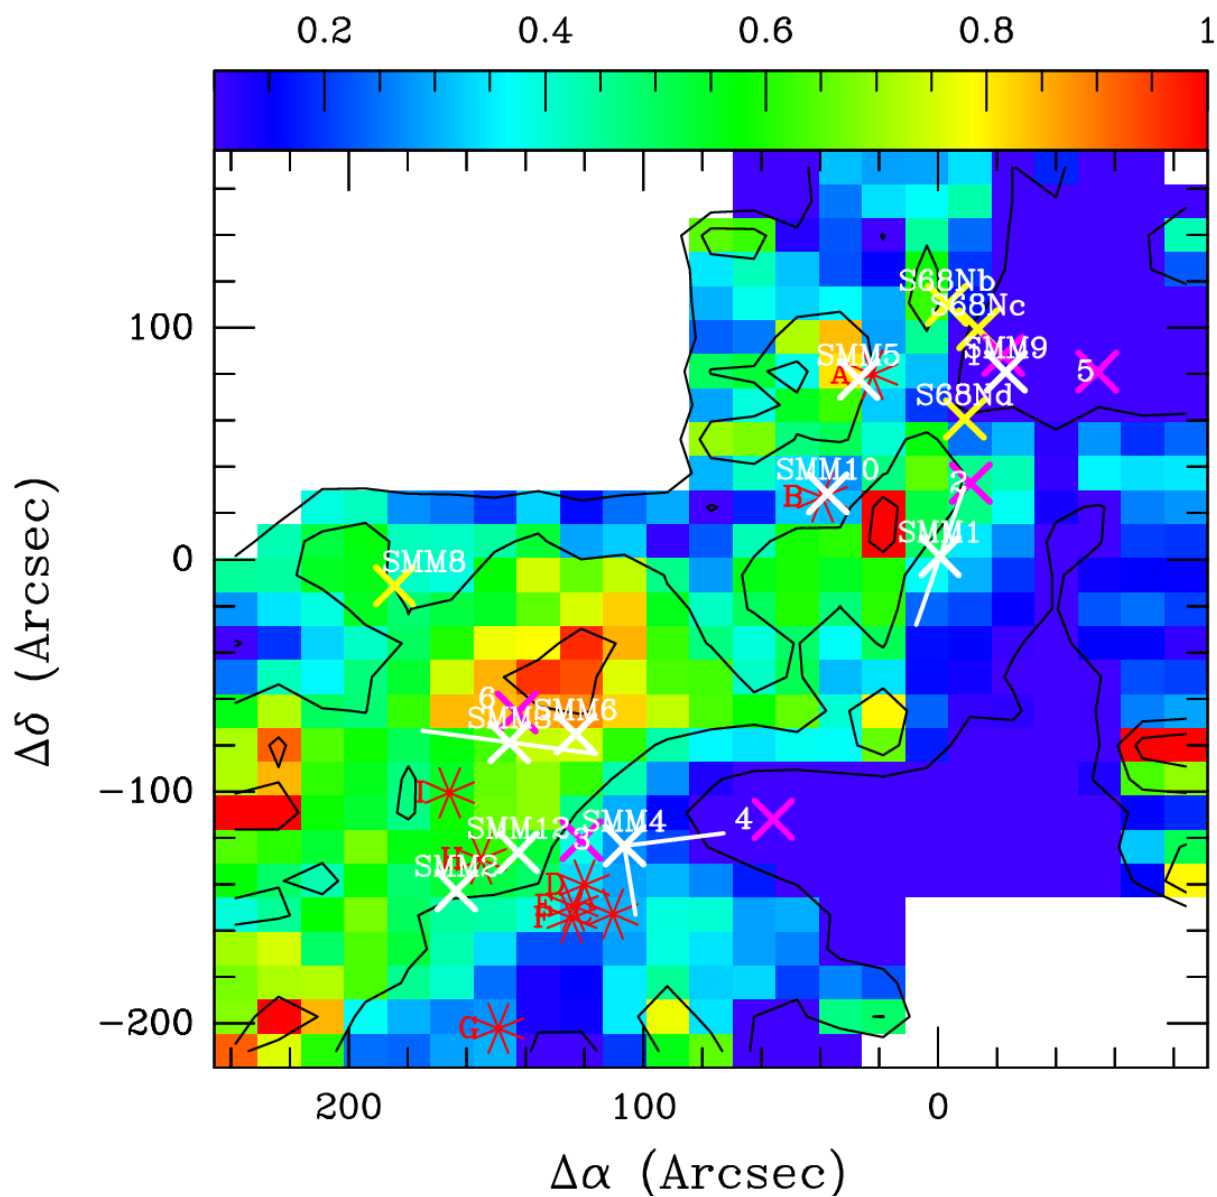 0.2 0.4 0.6 0.8 1
S68Nb
S68Nc
100
SMM5
SMM9
A
1
5
S68Nd
SMM10
2
B
SMM1
0
SMM8
Δδ (Arcsec)
6
SMM3
SMM6
-100
I
SMM12
3
SMM4
4
H
SMM2
D
E
F
C
-200
G
200 100 0
Δα (Arcsec)